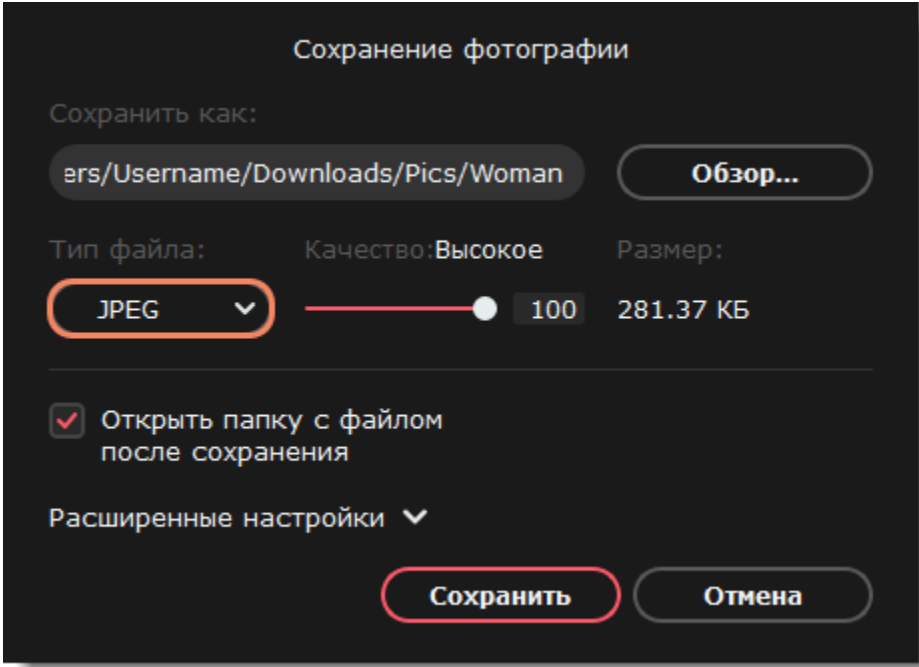 Сохранение фотографии
Сохранить как:
ers/Username/Downloads/Pics/Woman
Обзор...
Тип файла: Качество:Высокое Размер:
JPEG 100 281.37 КБ
Открыть папку с файлом
после сохранения
Расширенные настройки
Сохранить Отмена